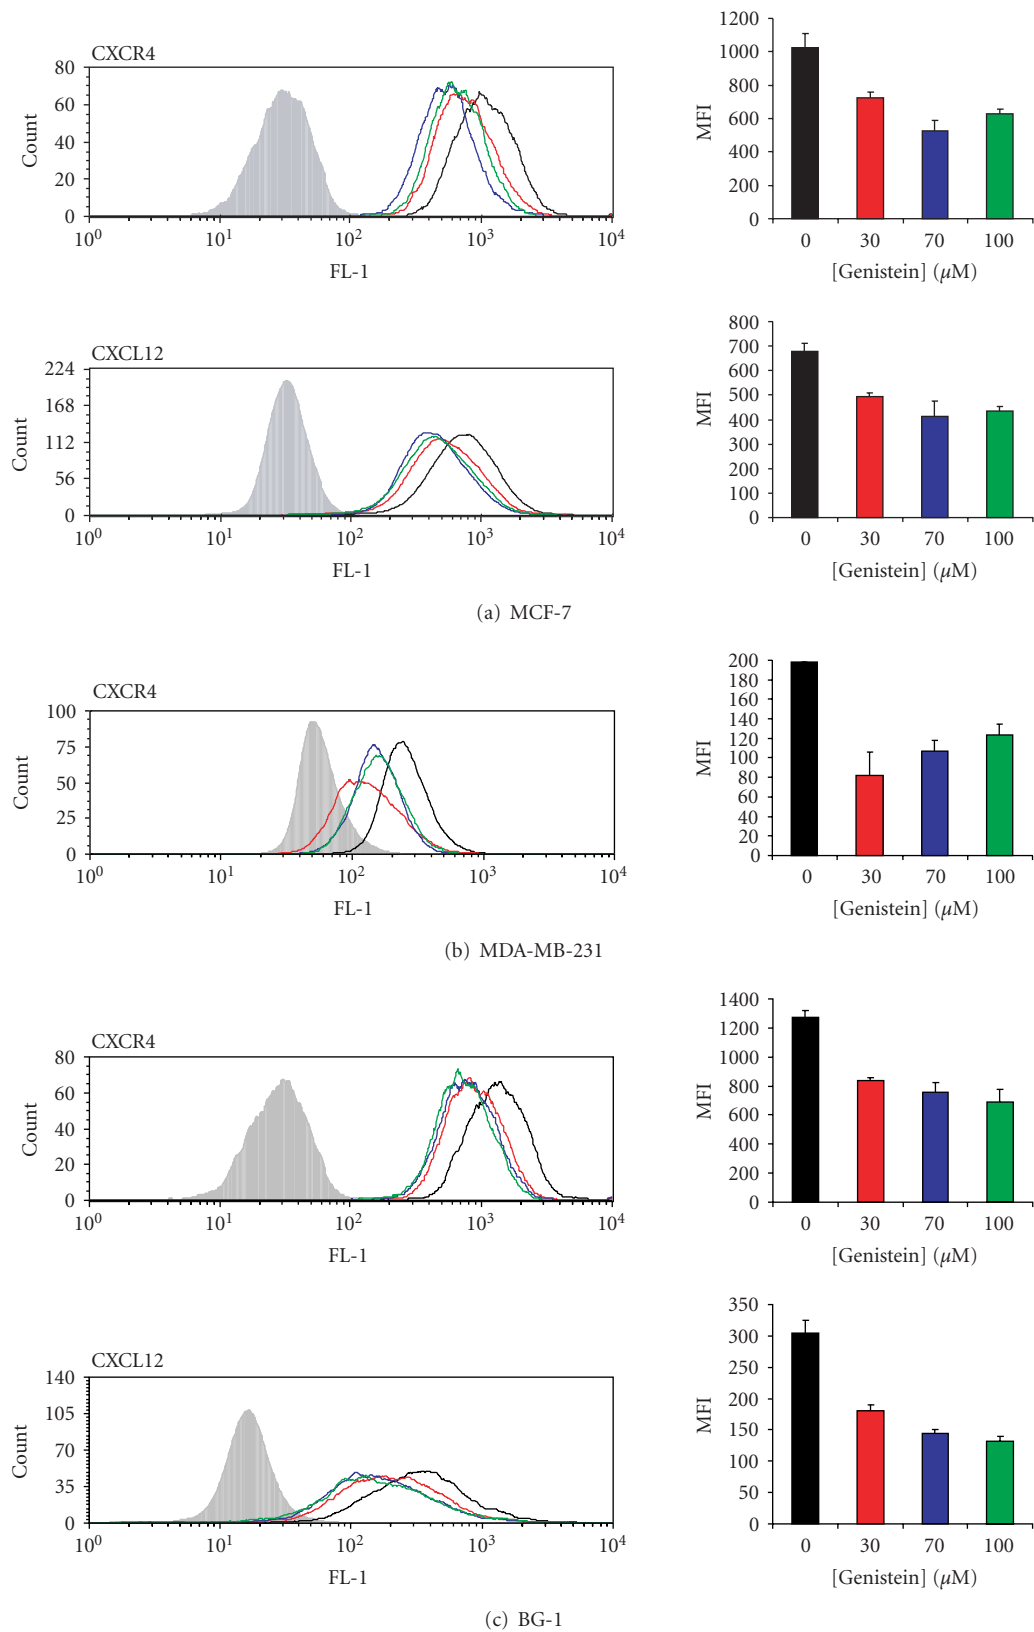 CXCR4
80
60
40
20
0
Count
10⁰ 10¹ 10² 10³ 10⁴
FL-1
1200
1000
800
600
400
200
0
MFI
0 30 70 100
[Genistein] (μM)
CXCL12
224
168
112
56
0
Count
10⁰ 10¹ 10² 10³ 10⁴
FL-1
800
700
600
500
400
300
200
100
0
MFI
0 30 70 100
[Genistein] (μM)
(a) MCF-7
CXCR4
100
75
50
25
0
Count
10⁰ 10¹ 10² 10³ 10⁴
FL-1
200
180
160
140
120
100
80
60
40
20
0
MFI
0 30 70 100
[Genistein] (μM)
(b) MDA-MB-231
CXCR4
80
60
40
20
0
Count
10⁰ 10¹ 10² 10³ 10⁴
FL-1
1400
1200
1000
800
600
400
200
0
MFI
0 30 70 100
[Genistein] (μM)
CXCL12
140
105
70
35
0
Count
10⁰ 10¹ 10² 10³ 10⁴
FL-1
350
300
250
200
150
100
50
0
MFI
0 30 70 100
[Genistein] (μM)
(c) BG-1